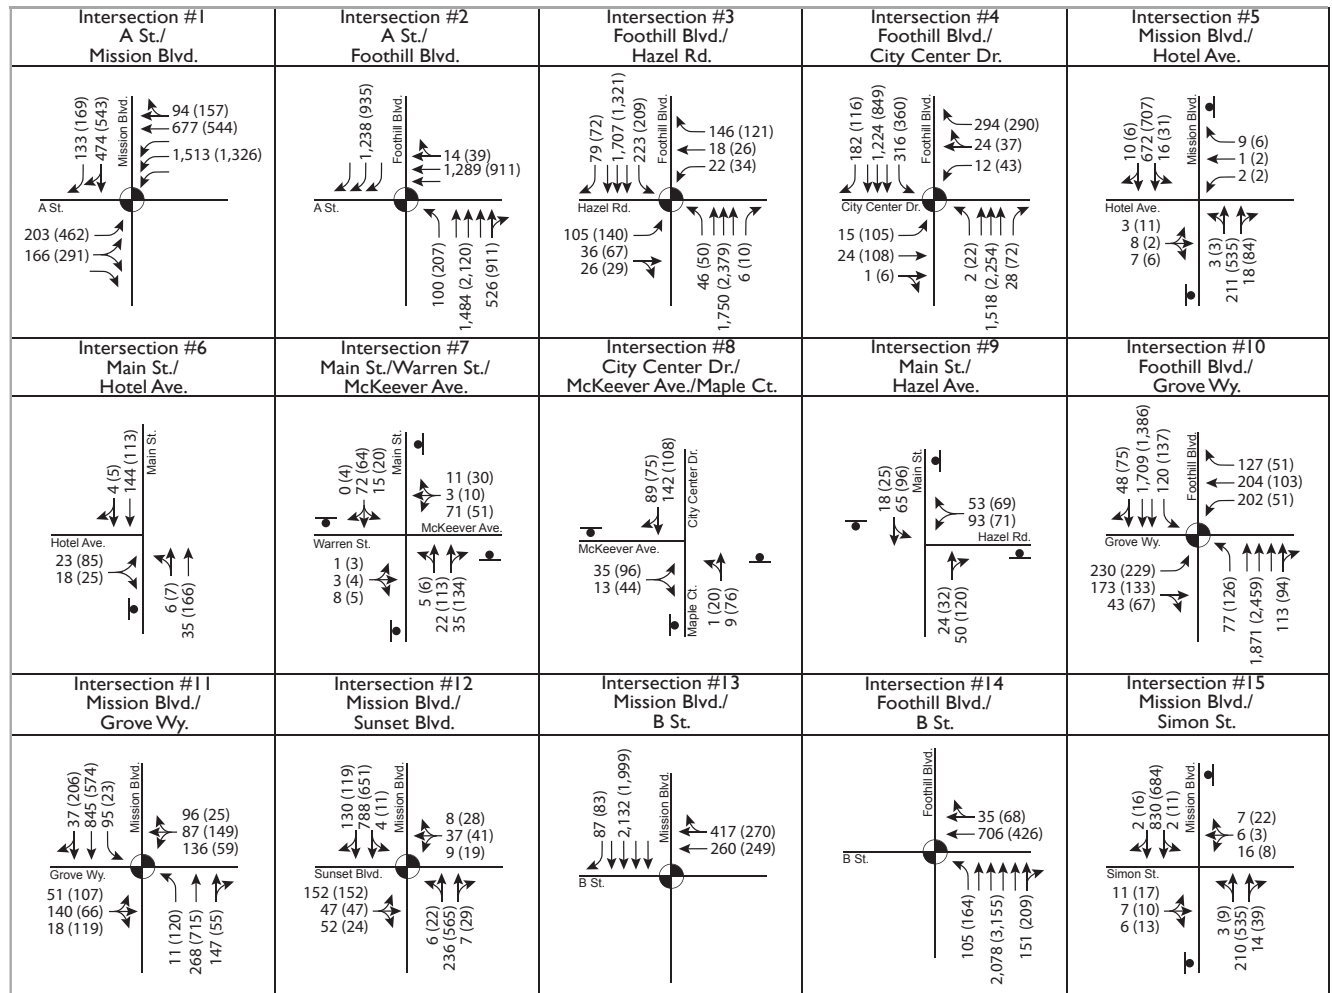 Intersection #1
A St./
Mission Blvd.
133 (169)
474 (543)
Mission Blvd.
94 (157)
677 (544)
1,513 (1,326)
A St.
203 (462)
166 (291)
Intersection #2
A St./
Foothill Blvd.
1,238 (935)
Foothill Blvd.
14 (39)
1,289 (911)
A St.
100 (207)
1,484 (2,120)
526 (911)
Intersection #3
Foothill Blvd./
Hazel Rd.
79 (72)
1,707 (1,321)
223 (209)
Foothill Blvd.
146 (121)
18 (26)
22 (34)
Hazel Rd.
105 (140)
36 (67)
26 (29)
46 (50)
1,750 (2,379)
6 (10)
Intersection #4
Foothill Blvd./
City Center Dr.
182 (116)
1,224 (849)
316 (360)
Foothill Blvd.
294 (290)
24 (37)
12 (43)
City Center Dr.
15 (105)
24 (108)
1 (6)
2 (22)
1,518 (2,254)
28 (72)
Intersection #5
Mission Blvd./
Hotel Ave.
10 (6)
672 (707)
16 (31)
Mission Blvd.
9 (6)
1 (2)
2 (2)
Hotel Ave.
3 (11)
8 (2)
7 (6)
3 (3)
211 (535)
18 (84)
Intersection #6
Main St./
Hotel Ave.
4 (5)
144 (113)
Main St.
Hotel Ave.
23 (85)
18 (25)
6 (7)
35 (166)
Intersection #7
Main St./Warren St./
McKeever Ave.
0 (4)
72 (64)
15 (20)
Main St.
11 (30)
3 (10)
71 (51)
McKeever Ave.
Warren St.
1 (3)
3 (4)
8 (5)
5 (6)
22 (113)
35 (134)
Intersection #8
City Center Dr./
McKeever Ave./Maple Ct.
89 (75)
142 (108)
City Center Dr.
McKeever Ave.
35 (96)
13 (44)
Maple Ct.
1 (20)
9 (76)
Intersection #9
Main St./
Hazel Ave.
18 (25)
65 (96)
Main St.
53 (69)
93 (71)
Hazel Rd.
24 (32)
50 (120)
Intersection #10
Foothill Blvd./
Grove Wy.
48 (75)
1,709 (1,386)
120 (137)
Foothill Blvd.
127 (51)
204 (103)
202 (51)
Grove Wy.
230 (229)
173 (133)
43 (67)
77 (126)
1,871 (2,459)
113 (94)
Intersection #11
Mission Blvd./
Grove Wy.
37 (206)
845 (574)
95 (23)
Mission Blvd.
96 (25)
87 (149)
136 (59)
Grove Wy.
51 (107)
140 (66)
18 (119)
11 (120)
268 (715)
147 (55)
Intersection #12
Mission Blvd./
Sunset Blvd.
130 (119)
788 (651)
4 (11)
Mission Blvd.
8 (28)
37 (41)
9 (19)
Sunset Blvd.
152 (152)
47 (47)
52 (24)
6 (22)
236 (565)
7 (29)
Intersection #13
Mission Blvd./
B St.
87 (83)
2,132 (1,999)
Mission Blvd.
417 (270)
260 (249)
B St.
Intersection #14
Foothill Blvd./
B St.
Foothill Blvd.
35 (68)
706 (426)
B St.
105 (164)
2,078 (3,155)
151 (209)
Intersection #15
Mission Blvd./
Simon St.
2 (16)
830 (684)
2 (11)
Mission Blvd.
7 (22)
6 (3)
16 (8)
Simon St.
11 (17)
7 (10)
6 (13)
3 (9)
210 (535)
14 (39)